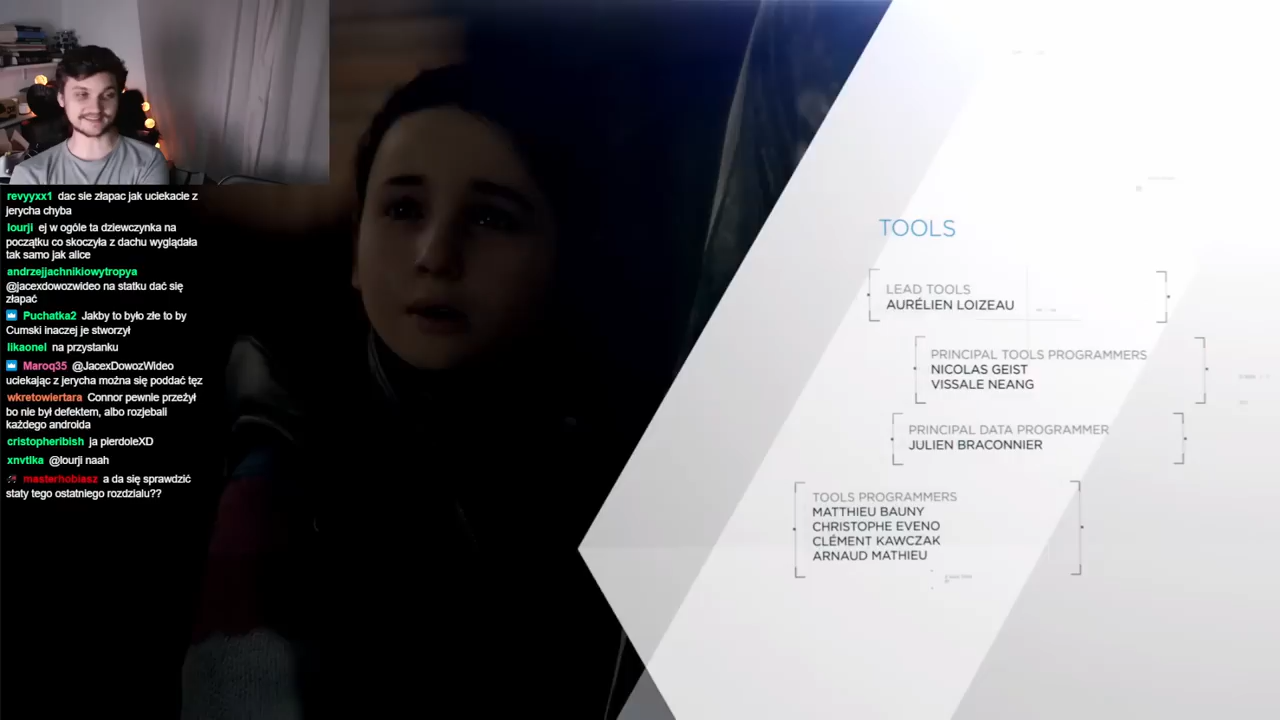 revyyxx1 dac sie złapac jak uciekacie z
jerycha chyba
lourji ej w ogóle ta dziewczynka na
początku co skoczyła z dachu wyglądała
tak samo jak alice
andrzejjachnikiowytropya
@jacexdowozwideo na statku dać się
złapać
Puchatka2 Jakby to było złe to by
Cumski inaczej je stworzył
likaonel na przystanku
Maroq35 @JacexDowozWideo
uciekając z jerycha można się poddać tęz
wkretowiertara Connor pewnie przeżył
bo nie był defektem, albo rozjebali
każdego androida
cristopheribish ja pierdoleXD
xnvtlka @lourji naah
masterhobiasz a da się sprawdzić
staty tego ostatniego rozdzialu??
TOOLS
LEAD TOOLS
AURÉLIEN LOIZEAU
PRINCIPAL TOOLS PROGRAMMERS
NICOLAS GEIST
VISSALE NEANG
PRINCIPAL DATA PROGRAMMER
JULIEN BRACONNIER
TOOLS PROGRAMMERS
MATTHIEU BAUNY
CHRISTOPHE EVENO
CLÉMENT KAWCZAK
ARNAUD MATHIEU